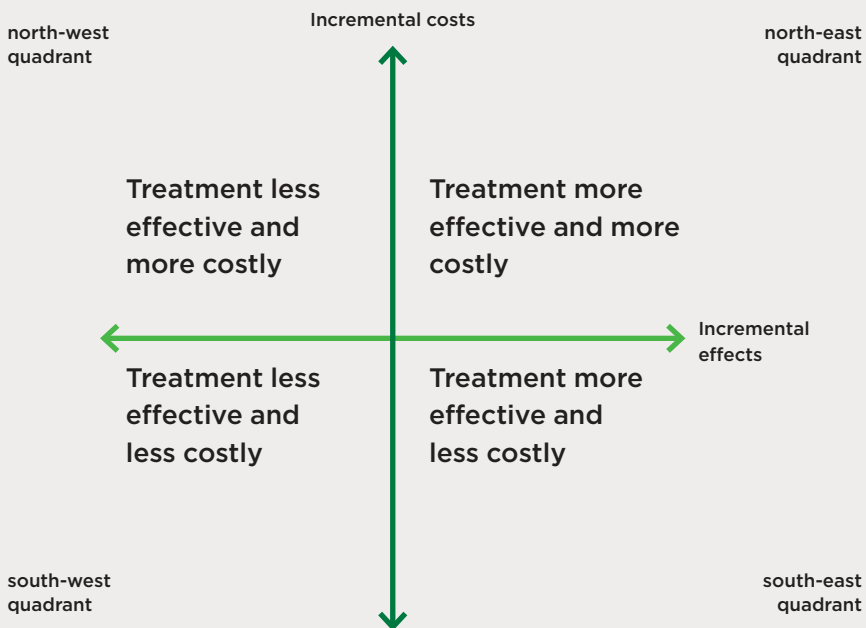 Incremental costs
north-west
quadrant
north-east
quadrant
Treatment less
effective and
more costly
Treatment more
effective and more
costly
Incremental
effects
Treatment less
effective and
less costly
Treatment more
effective and
less costly
south-west
quadrant
south-east
quadrant